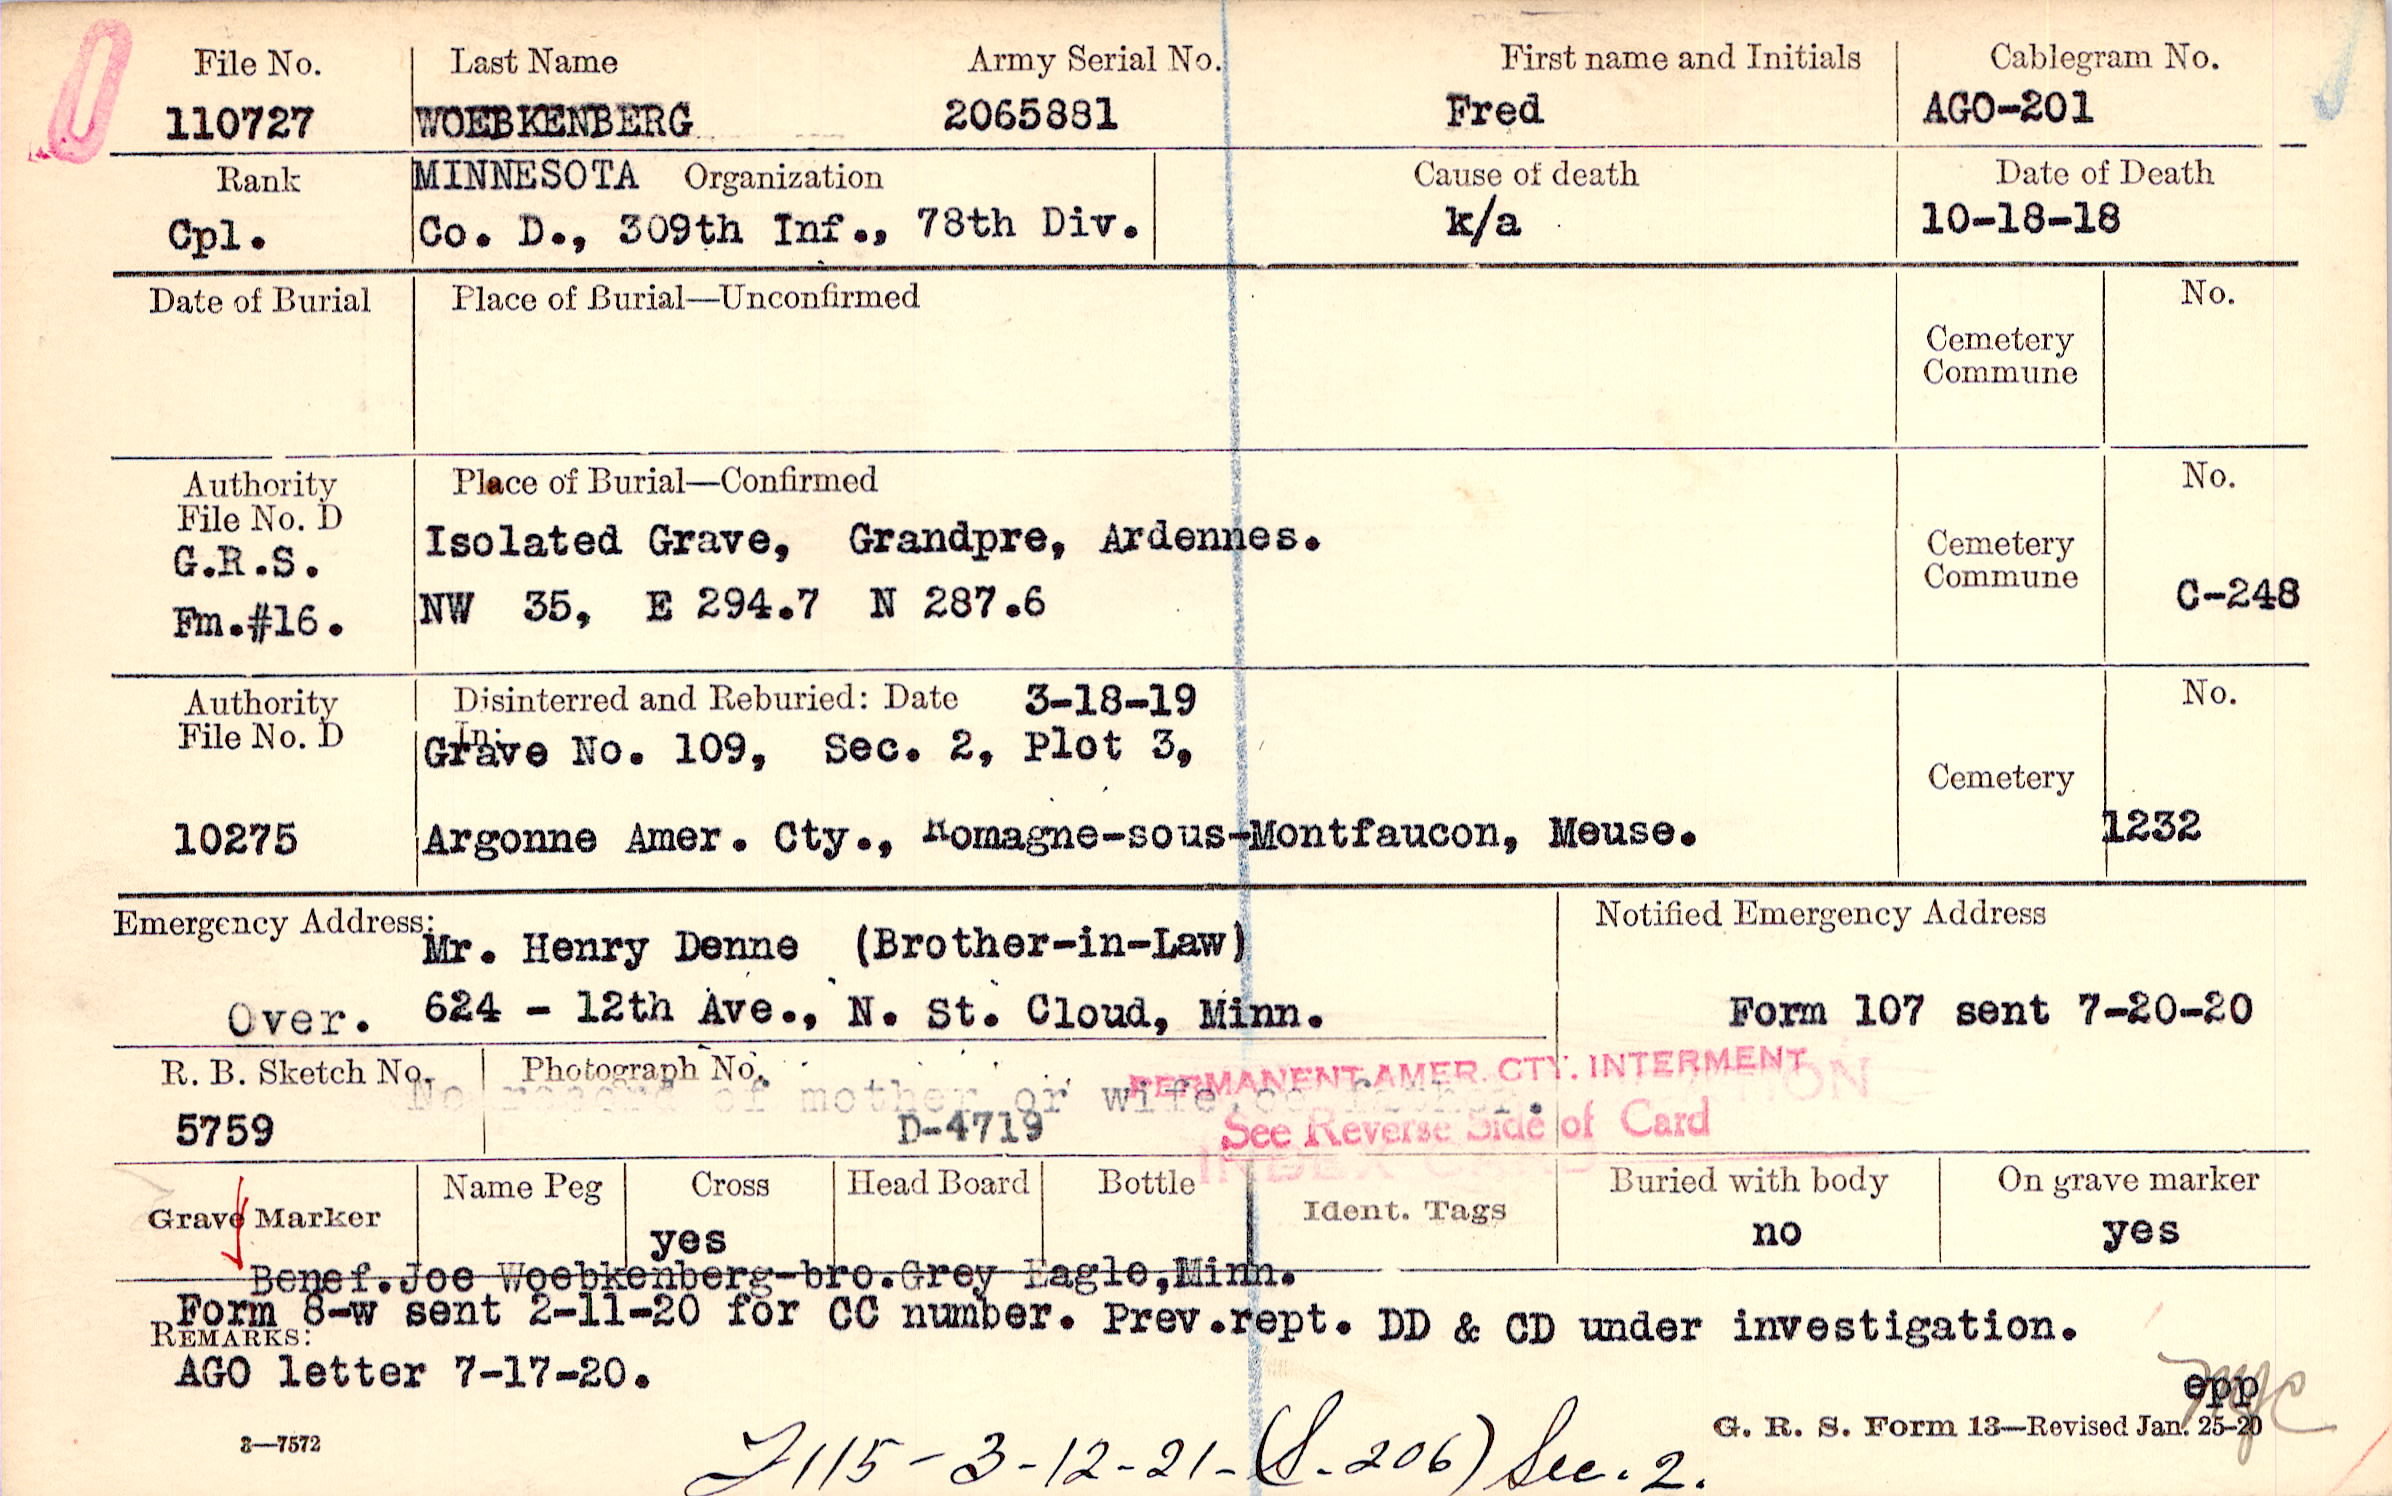 File No. Last Name Army Serial No. First name and Initials Cablegram No.
110727 WOEBKENBERG 2065881 Fred AGO-201
Rank MINNESOTA Organization Cause of death Date of Death
Cpl. Co. D., 309th Inf., 78th Div. k/a 10-18-18
Date of Burial Place of Burial—Unconfirmed No.
Cemetery
Commune
Authority Place of Burial—Confirmed No.
File No. D
G.R.S. Isolated Grave, Grandpre, Ardennes. Cemetery
Commune
Fm.#16. NW 35, E 294.7 N 287.6 C-248
Authority Disinterred and Reburied: Date 3-18-19 No.
File No. D In:
Grave No. 109, Sec. 2, Plot 3,
Cemetery
10275 Argonne Amer. Cty., Romagne-sous-Montfaucon, Meuse. 1232
Emergency Address: Notified Emergency Address
Mr. Henry Denne (Brother-in-Law)
Over. 624 - 12th Ave., N. St. Cloud, Minn. Form 107 sent 7-20-20
R. B. Sketch No. Photograph No. PERMANENT AMER. CTY. INTERMENT
No record of mother or wife
5759 D-4719 See Reverse Side of Card
Name Peg Cross Head Board Bottle Buried with body On grave marker
Grave Marker Ident. Tags
yes no yes
Benef.Joe Woebkenberg-bro.Grey Eagle,Minn.
Form 8-w sent 2-11-20 for CC number. Prev.rept. DD & CD under investigation.
REMARKS:
AGO letter 7-17-20.
epp
G. R. S. Form 13—Revised Jan. 25-20
3—7572
J115-3-12-21-(S-206) Sec. 2.